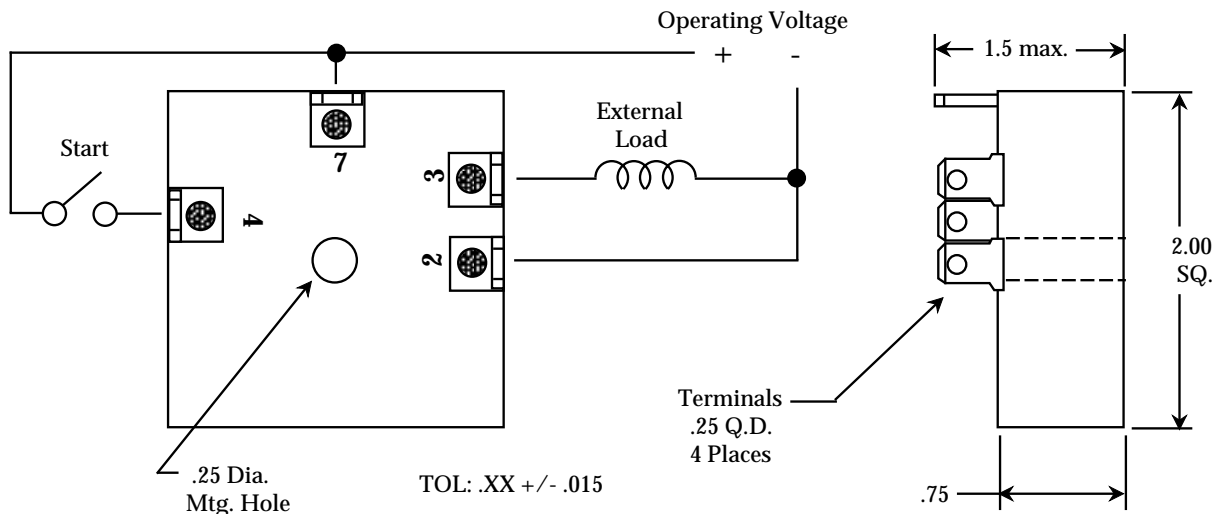 Operating Voltage
+ -
1.5 max.
External
Load
Start
7
3
4
2
2.00
SQ.
Terminals
.25 Q.D.
4 Places
.25 Dia.
Mtg. Hole
TOL: .XX +/- .015
.75